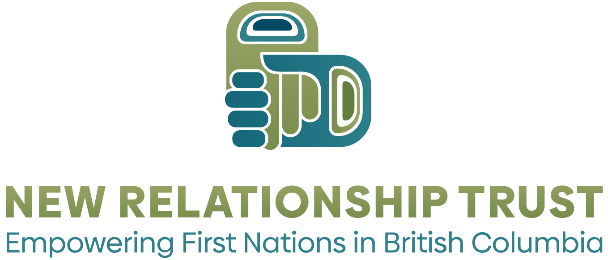 NEW RELATIONSHIP TRUST
Empowering First Nations in British Columbia